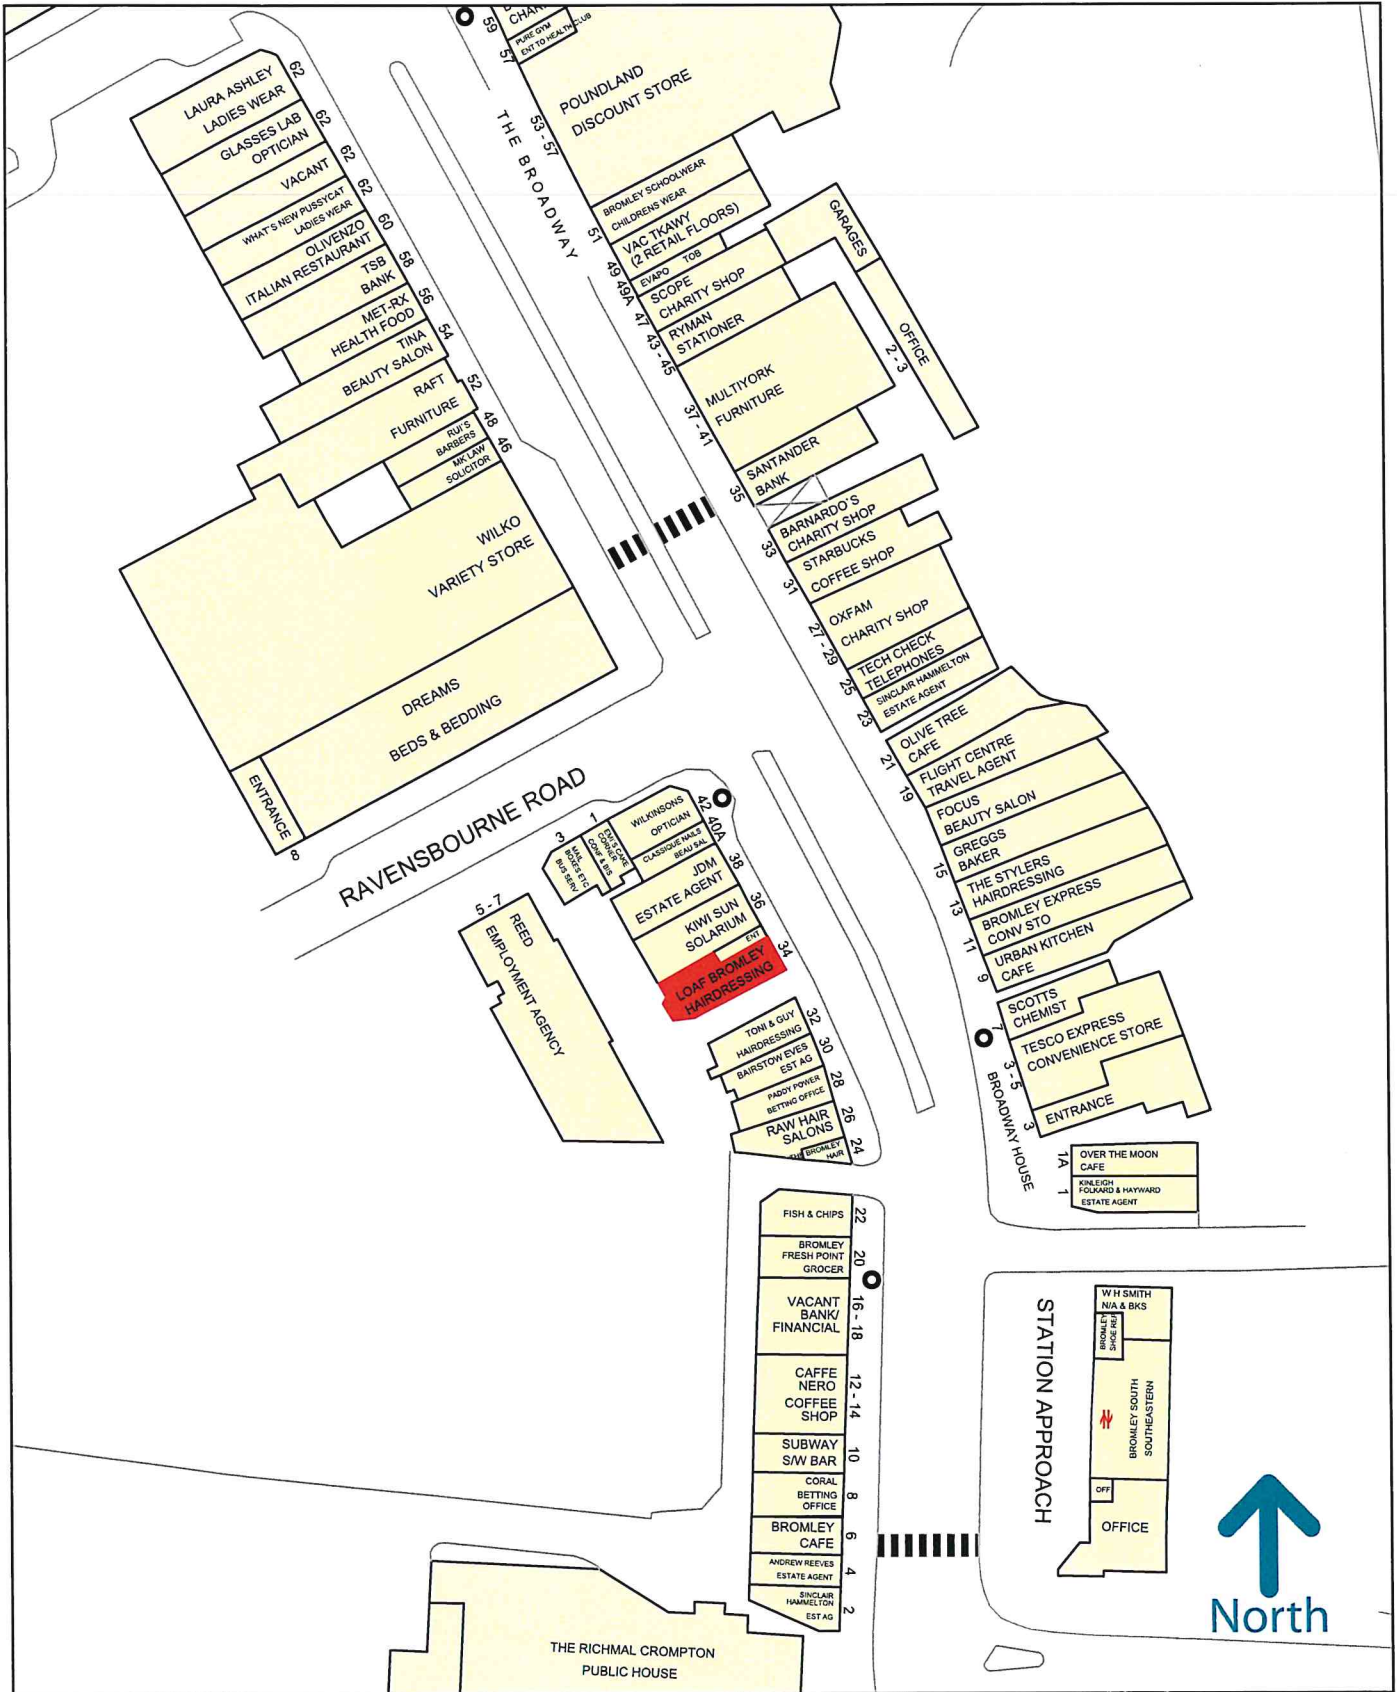 59
CHARI
PURE GYM
ENT TO HEALTH CLUB
57
POUNDLAND
DISCOUNT STORE
53 - 57
THE BROADWAY
BROMLEY SCHOOLWEAR
CHILDRENS WEAR
51
VAC TKAWY
(2 RETAIL FLOORS)
49
EVAPO TOB
49A
SCOPE
CHARITY SHOP
47
RYMAN
STATIONER
43 - 45
GARAGES
OFFICE
2 - 3
MULTIYORK
FURNITURE
37 - 41
SANTANDER
BANK
35
BARNARDO'S
CHARITY SHOP
33
STARBUCKS
COFFEE SHOP
31
OXFAM
CHARITY SHOP
27 - 29
TECH CHECK
TELEPHONES
25
SINCLAIR HAMMELTON
ESTATE AGENT
23
OLIVE TREE
CAFE
21
FLIGHT CENTRE
TRAVEL AGENT
19
FOCUS
BEAUTY SALON
GREGGS
BAKER
15
THE STYLERS
HAIRDRESSING
13
BROMLEY EXPRESS
CONV STO
11
URBAN KITCHEN
CAFE
9
SCOTTS
CHEMIST
7
TESCO EXPRESS
CONVENIENCE STORE
3 - 5
ENTRANCE
3
BROADWAY HOUSE
OVER THE MOON
CAFE
1A
KINLEIGH
FOLKARD & HAYWARD
ESTATE AGENT
1
LAURA ASHLEY
LADIES WEAR
62
GLASSES LAB
OPTICIAN
62
VACANT
62
WHAT'S NEW PUSSYCAT
LADIES WEAR
62
OLIVENZO
ITALIAN RESTAURANT
60
TSB
BANK
58
MET-RX
HEALTH FOOD
56
TINA
BEAUTY SALON
54
RAFT
FURNITURE
52
RUI'S
BARBERS
48
MK LAW
SOLICITOR
46
WILKO
VARIETY STORE
DREAMS
BEDS & BEDDING
ENTRANCE
8
RAVENSBOURNE ROAD
WILKINSONS
OPTICIAN
42
EMI'S CAKE
CORNER
CONF & BIS
1
MAIL
BOXES ETC
BUS SERV
3
CLASSIQUE NAILS
BEAU SAL
40A
JDM
ESTATE AGENT
38
KIWI SUN
SOLARIUM
36
ENT
LOAF BROMLEY
HAIRDRESSING
34
5 - 7
REED
EMPLOYMENT AGENCY
TONI & GUY
HAIRDRESSING
32
BAIRSTOW EVES
EST AG
30
PADDY POWER
BETTING OFFICE
28
RAW HAIR
SALONS
26
THE
BROMLEY
HAIR
24
FISH & CHIPS
22
BROMLEY
FRESH POINT
GROCER
20
VACANT
BANK/
FINANCIAL
16 - 18
CAFFE
NERO
COFFEE
SHOP
12 - 14
SUBWAY
S/W BAR
10
CORAL
BETTING
OFFICE
8
BROMLEY
CAFE
6
ANDREW REEVES
ESTATE AGENT
4
SINCLAIR
HAMMELTON
EST AG
2
STATION APPROACH
W H SMITH
N/A & BKS
BROMLEY
SHOE REP
BROMLEY SOUTH
SOUTHEASTERN
OFF
OFFICE
North
THE RICHMAL CROMPTON
PUBLIC HOUSE